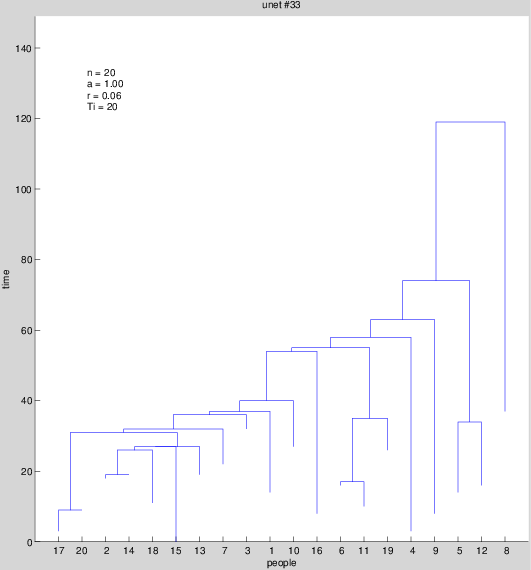 unet #33
n = 20
a = 1.00
r = 0.06
Ti = 20
140
120
100
80
60
40
20
0
time
17 20 2 14 18 15 13 7 3 1 10 16 6 11 19 4 9 5 12 8
people